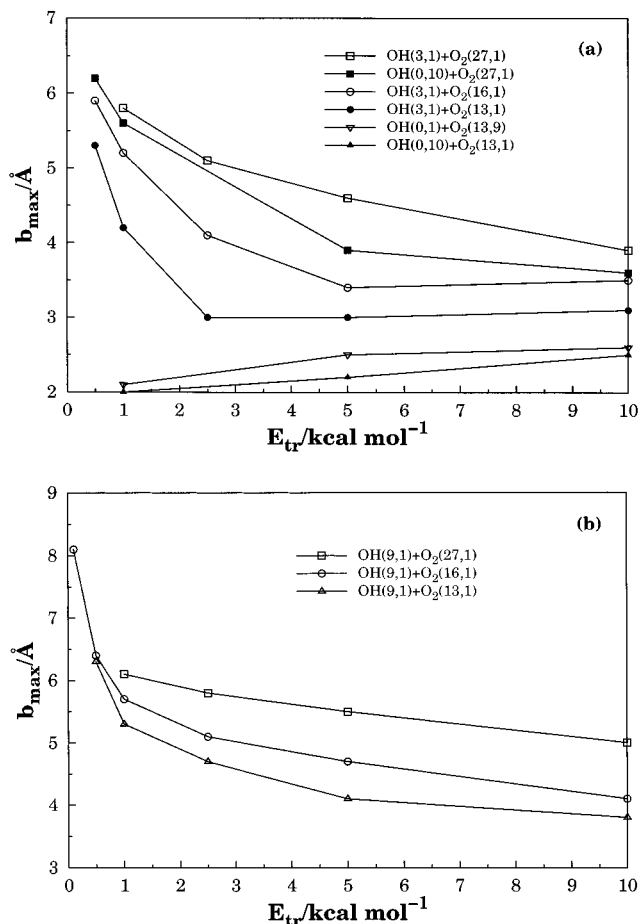 (a)
OH(3,1)+O₂(27,1)
OH(0,10)+O₂(27,1)
OH(3,1)+O₂(16,1)
OH(3,1)+O₂(13,1)
OH(0,1)+O₂(13,9)
OH(0,10)+O₂(13,1)
7
6
5
4
3
2
b_max/Å
0 1 2 3 4 5 6 7 8 9 10
E_tr/kcal mol⁻¹
(b)
OH(9,1)+O₂(27,1)
OH(9,1)+O₂(16,1)
OH(9,1)+O₂(13,1)
9
8
7
6
5
4
3
b_max/Å
0 1 2 3 4 5 6 7 8 9 10
E_tr/kcal mol⁻¹